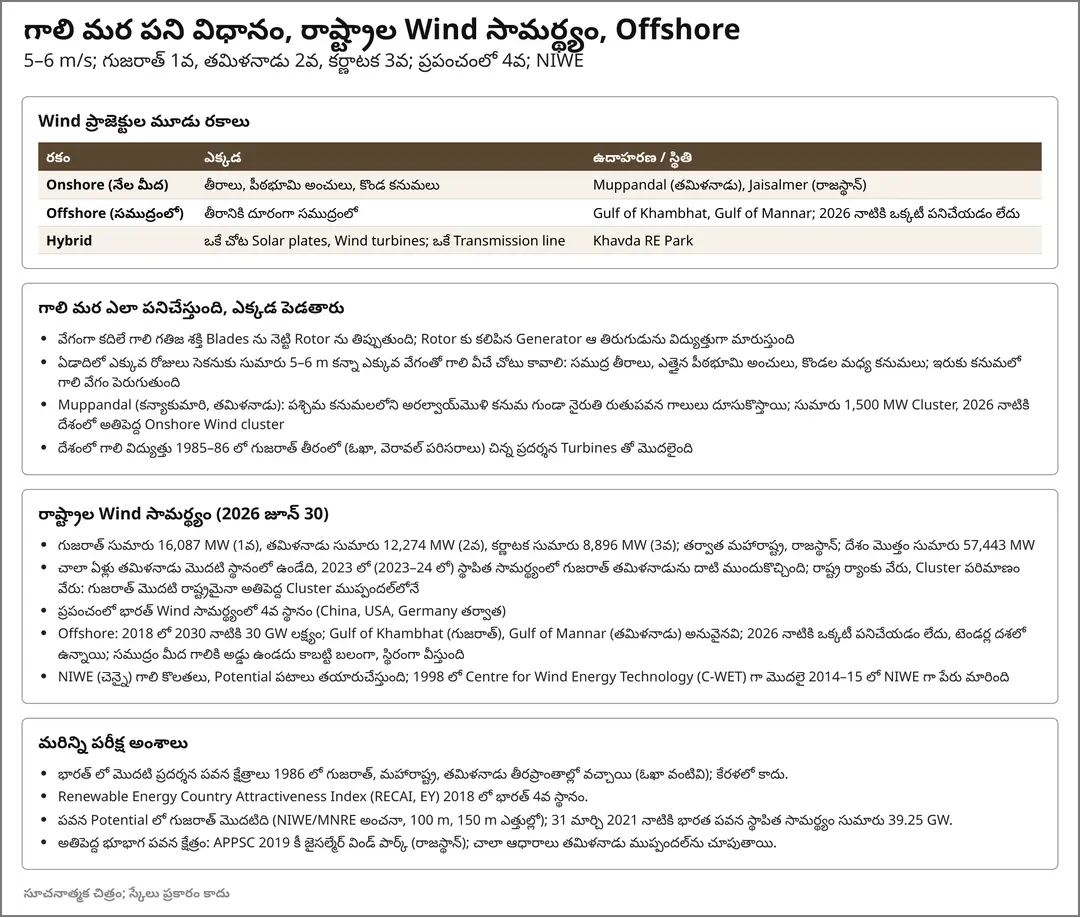 గాలి మర పని విధానం, రాష్ట్రాల Wind సామర్థ్యం, Offshore
5–6 m/s; గుజరాత్ 1వ, తమిళనాడు 2వ, కర్ణాటక 3వ; ప్రపంచంలో 4వ; NIWE
Wind ప్రాజెక్టుల మూడు రకాలు
రకం ఎక్కడ ఉదాహరణ / స్థితి
Onshore (నేల మీద) తీరాలు, పీఠభూమి అంచులు, కొండ కనుమలు Muppandal (తమిళనాడు), Jaisalmer (రాజస్థాన్)
Offshore (సముద్రంలో) తీరానికి దూరంగా సముద్రంలో Gulf of Khambhat, Gulf of Mannar; 2026 నాటికి ఒక్కటీ పనిచేయడం లేదు
Hybrid ఒకే చోట Solar plates, Wind turbines; ఒకే Transmission line Khavda RE Park
గాలి మర ఎలా పనిచేస్తుంది, ఎక్కడ పెడతారు
• వేగంగా కదిలే గాలి గతిజ శక్తి Blades ను నెట్టి Rotor ను తిప్పుతుంది; Rotor కు కలిపిన Generator ఆ తిరుగుడును విద్యుత్తుగా మారుస్తుంది
• ఏడాదిలో ఎక్కువ రోజులు సెకనుకు సుమారు 5–6 m కన్నా ఎక్కువ వేగంతో గాలి వీచే చోటు కావాలి: సముద్ర తీరాలు, ఎత్తైన పీఠభూమి అంచులు, కొండల మధ్య కనుమలు; ఇరుకు కనుమలో
గాలి వేగం పెరుగుతుంది
• Muppandal (కన్యాకుమారి, తమిళనాడు): పశ్చిమ కనుమలలోని అరల్వాయ్‌మొళి కనుమ గుండా నైరుతి రుతుపవన గాలులు దూసుకొస్తాయి; సుమారు 1,500 MW Cluster, 2026 నాటికి
దేశంలో అతిపెద్ద Onshore Wind cluster
• దేశంలో గాలి విద్యుత్తు 1985–86 లో గుజరాత్ తీరంలో (ఓఖా, వెరావల్ పరిసరాలు) చిన్న ప్రదర్శన Turbines తో మొదలైంది
రాష్ట్రాల Wind సామర్థ్యం (2026 జూన్ 30)
• గుజరాత్ సుమారు 16,087 MW (1వ), తమిళనాడు సుమారు 12,274 MW (2వ), కర్ణాటక సుమారు 8,896 MW (3వ); తర్వాత మహారాష్ట్ర, రాజస్థాన్; దేశం మొత్తం సుమారు 57,443 MW
• చాలా ఏళ్లు తమిళనాడు మొదటి స్థానంలో ఉండేది, 2023 లో (2023–24 లో) స్థాపిత సామర్థ్యంలో గుజరాత్ తమిళనాడును దాటి ముందుకొచ్చింది; రాష్ట్ర ర్యాంకు వేరు, Cluster పరిమాణం
వేరు: గుజరాత్ మొదటి రాష్ట్రమైనా అతిపెద్ద Cluster ముప్పందల్‌లోనే
• ప్రపంచంలో భారత్ Wind సామర్థ్యంలో 4వ స్థానం (China, USA, Germany తర్వాత)
• Offshore: 2018 లో 2030 నాటికి 30 GW లక్ష్యం; Gulf of Khambhat (గుజరాత్), Gulf of Mannar (తమిళనాడు) అనువైనవి; 2026 నాటికి ఒక్కటీ పనిచేయడం లేదు, టెండర్ల దశలో
ఉన్నాయి; సముద్రం మీద గాలికి అడ్డు ఉండదు కాబట్టి బలంగా, స్థిరంగా వీస్తుంది
• NIWE (చెన్నై) గాలి కొలతలు, Potential పటాలు తయారుచేస్తుంది; 1998 లో Centre for Wind Energy Technology (C-WET) గా మొదలై 2014–15 లో NIWE గా పేరు మారింది
మరిన్ని పరీక్ష అంశాలు
• భారత్ లో మొదటి ప్రదర్శన పవన క్షేత్రాలు 1986 లో గుజరాత్, మహారాష్ట్ర, తమిళనాడు తీరప్రాంతాల్లో వచ్చాయి (ఓఖా వంటివి); కేరళలో కాదు.
• Renewable Energy Country Attractiveness Index (RECAI, EY) 2018 లో భారత్ 4వ స్థానం.
• పవన Potential లో గుజరాత్ మొదటిది (NIWE/MNRE అంచనా, 100 m, 150 m ఎత్తుల్లో); 31 మార్చి 2021 నాటికి భారత పవన స్థాపిత సామర్థ్యం సుమారు 39.25 GW.
• అతిపెద్ద భూభాగ పవన క్షేత్రం: APPSC 2019 కీ జైసల్మేర్ విండ్ పార్క్ (రాజస్థాన్); చాలా ఆధారాలు తమిళనాడు ముప్పందల్‌ను చూపుతాయి.
సూచనాత్మక చిత్రం; స్కేలు ప్రకారం కాదు